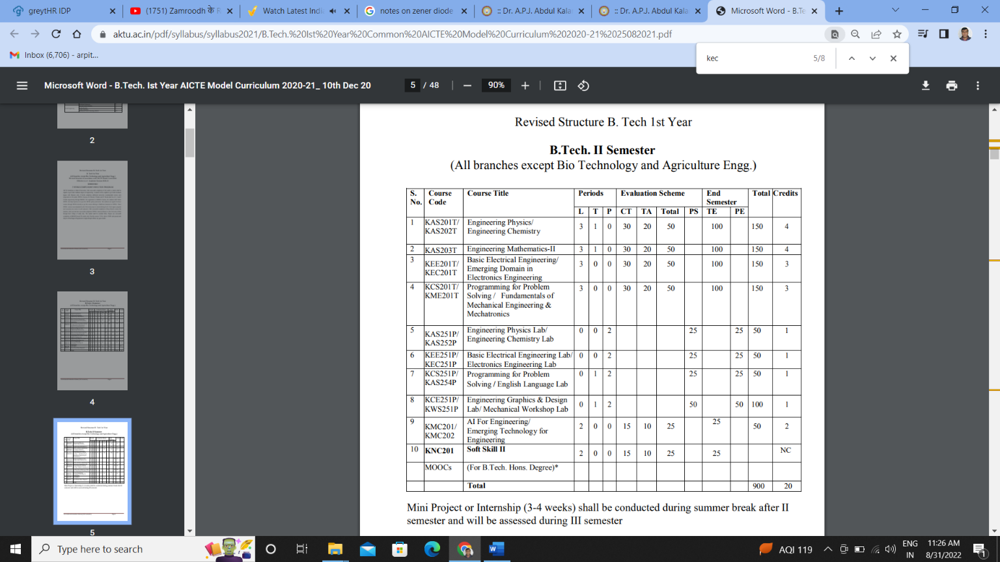 greytHR IDP
(1751) Zamroodh के R
Watch Latest Indi
notes on zener diode
:: Dr. A.P.J. Abdul Kala
:: Dr. A.P.J. Abdul Kala
Microsoft Word - B.Te
aktu.ac.in/pdf/syllabus/syllabus2021/B.Tech.%20Ist%20Year%20Common%20AICTE%20Model%20Curriculum%202020-21%2025082021.pdf
Inbox (6,706) - arpit...
kec 5/8
Microsoft Word - B.Tech. Ist Year AICTE Model Curriculum 2020-21_ 10th Dec 20
5 / 48
90%
2
3
4
5
Revised Structure B. Tech 1st Year
B.Tech. II Semester
(All branches except Bio Technology and Agriculture Engg.)
S. Course Course Title Periods Evaluation Scheme End Total Credits
No. Code Semester
L T P CT TA Total PS TE PE
1 KAS201T/ Engineering Physics/
KAS202T Engineering Chemistry 3 1 0 30 20 50 100 150 4
2 KAS203T Engineering Mathematics-II 3 1 0 30 20 50 100 150 4
3 KEE201T/ Basic Electrical Engineering/ 3 0 0 30 20 50 100 150 3
KEC201T Emerging Domain in
Electronics Engineering
4 KCS201T/ Programming for Problem 3 0 0 30 20 50 100 150 3
KME201T Solving / Fundamentals of
Mechanical Engineering &
Mechatronics
5 KAS251P/ Engineering Physics Lab/ 0 0 2 25 25 50 1
KAS252P Engineering Chemistry Lab
6 KEE251P/ Basic Electrical Engineering Lab/ 0 0 2 25 25 50 1
KEC251P Electronics Engineering Lab
7 KCS251P/ Programming for Problem 0 1 2 25 25 50 1
KAS254P Solving / English Language Lab
8 KCE251P/ Engineering Graphics & Design 0 1 2 50 50 100 1
KWS251P Lab/ Mechanical Workshop Lab
9 KMC201/ AI For Engineering/ 2 0 0 15 10 25 25 50 2
KMC202 Emerging Technology for
Engineering
10 KNC201 Soft Skill II 2 0 0 15 10 25 25 NC
MOOCs (For B.Tech. Hons. Degree)*
Total 900 20
Mini Project or Internship (3-4 weeks) shall be conducted during summer break after II
semester and will be assessed during III semester
Type here to search
AQI 119
ENG
IN
11:26 AM
8/31/2022
1